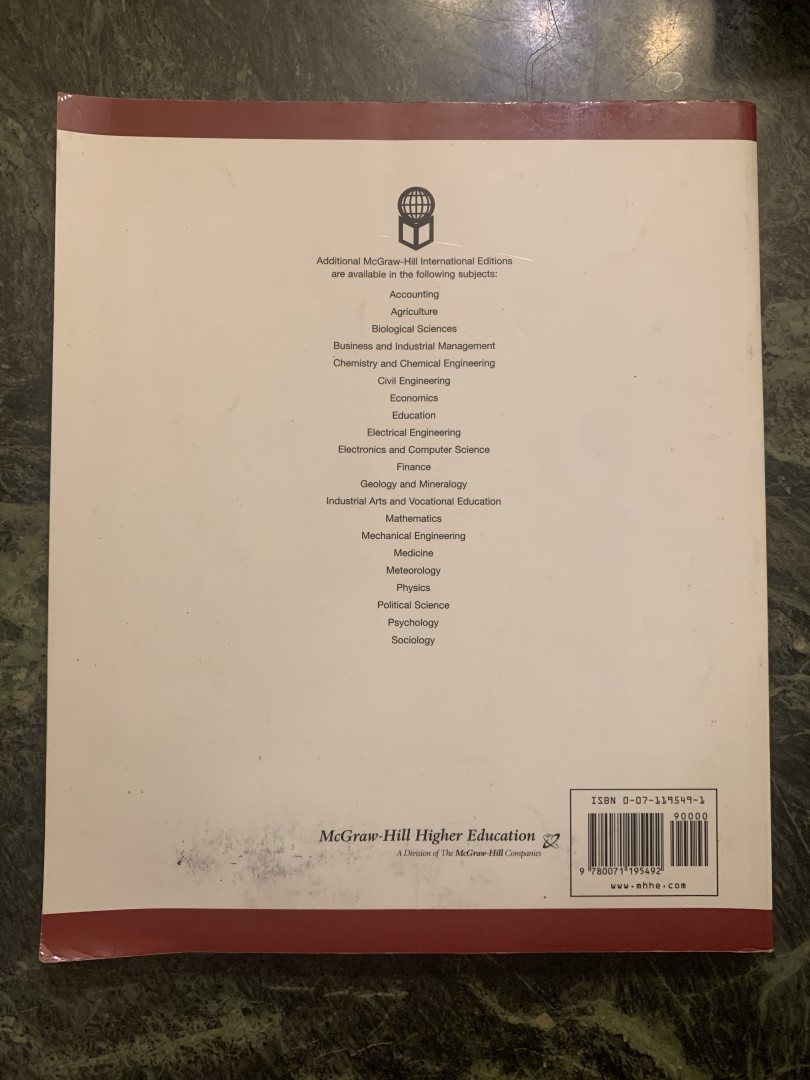 Additional McGraw-Hill International Editions
are available in the following subjects:
Accounting
Agriculture
Biological Sciences
Business and Industrial Management
Chemistry and Chemical Engineering
Civil Engineering
Economics
Education
Electrical Engineering
Electronics and Computer Science
Finance
Geology and Mineralogy
Industrial Arts and Vocational Education
Mathematics
Mechanical Engineering
Medicine
Meteorology
Physics
Political Science
Psychology
Sociology
McGraw-Hill Higher Education
A Division of The McGraw-Hill Companies
ISBN 0-07-119549-1
90000
9 780071 195492
www.mhhe.com